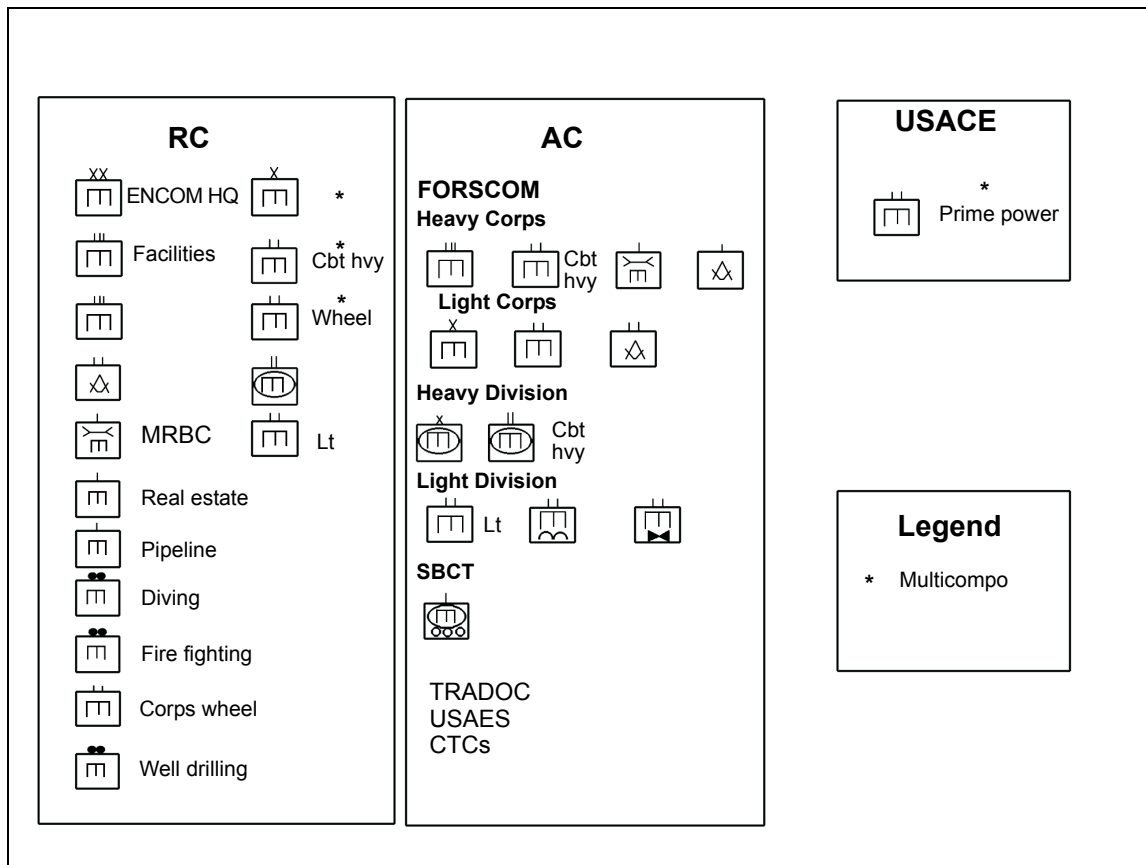 RC
ENCOM HQ
*
Facilities
*
Cbt hvy
*
Wheel
MRBC
Lt
Real estate
Pipeline
Diving
Fire fighting
Corps wheel
Well drilling
AC
FORSCOM
Heavy Corps
Cbt
hvy
Light Corps
Heavy Division
Cbt
hvy
Light Division
Lt
SBCT
TRADOC
USAES
CTCs
USACE
*
Prime power
Legend
* Multicompo